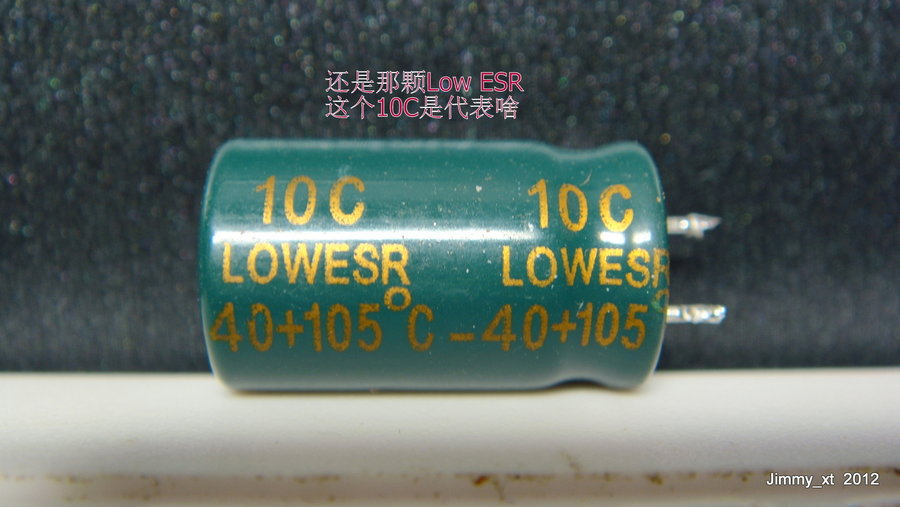 还是那颗Low ESR
这个10C是代表啥
10C 10C
LOWESR LOWESR
40+105°C -40+105
Jimmy_xt 2012